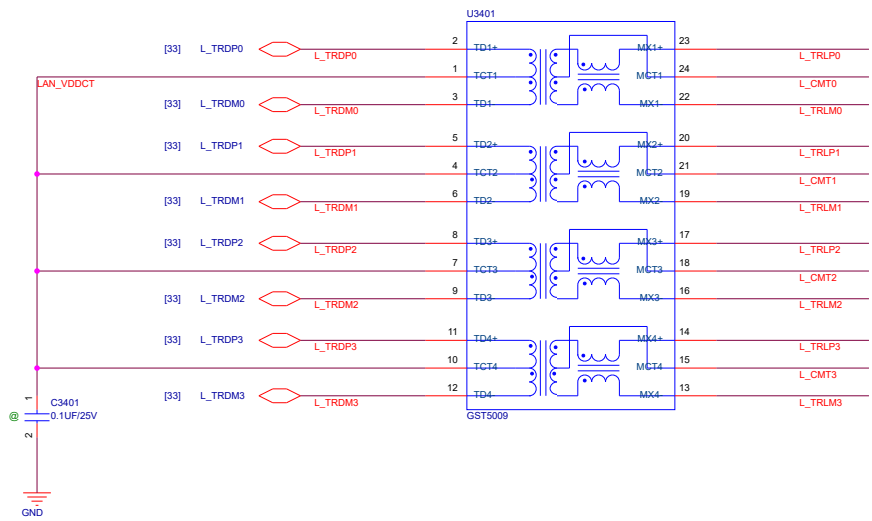 U3401
[33] L_TRDP0 L_TRDP0 2 TD1+ MX1+ 23 L_TRLP0
LAN_VDDCT 1 TCT1 MCT1 24 L_CMT0
[33] L_TRDM0 L_TRDM0 3 TD1- MX1- 22 L_TRLM0
[33] L_TRDP1 L_TRDP1 5 TD2+ MX2+ 20 L_TRLP1
4 TCT2 MCT2 21 L_CMT1
[33] L_TRDM1 L_TRDM1 6 TD2- MX2- 19 L_TRLM1
[33] L_TRDP2 L_TRDP2 8 TD3+ MX3+ 17 L_TRLP2
7 TCT3 MCT3 18 L_CMT2
[33] L_TRDM2 L_TRDM2 9 TD3- MX3- 16 L_TRLM2
[33] L_TRDP3 L_TRDP3 11 TD4+ MX4+ 14 L_TRLP3
10 TCT4 MCT4 15 L_CMT3
[33] L_TRDM3 L_TRDM3 12 TD4- MX4- 13 L_TRLM3
GST5009
1
C3401
@ 0.1UF/25V
2
GND